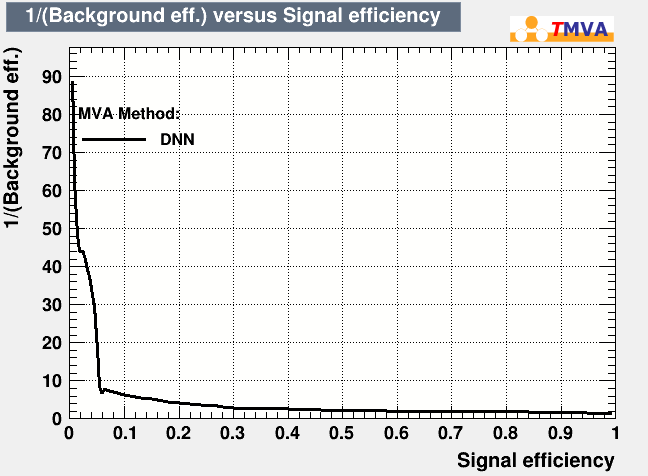 1/(Background eff.) versus Signal efficiency
TMVA
1/(Background eff.)
90
80
70
60
50
40
30
20
10
0
MVA Method:
DNN
0 0.1 0.2 0.3 0.4 0.5 0.6 0.7 0.8 0.9 1
Signal efficiency